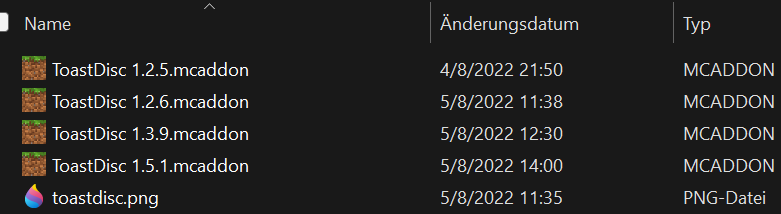 Name Änderungsdatum Typ
ToastDisc 1.2.5.mcaddon 4/8/2022 21:50 MCADDON
ToastDisc 1.2.6.mcaddon 5/8/2022 11:38 MCADDON
ToastDisc 1.3.9.mcaddon 5/8/2022 12:30 MCADDON
ToastDisc 1.5.1.mcaddon 5/8/2022 14:00 MCADDON
toastdisc.png 5/8/2022 11:35 PNG-Datei